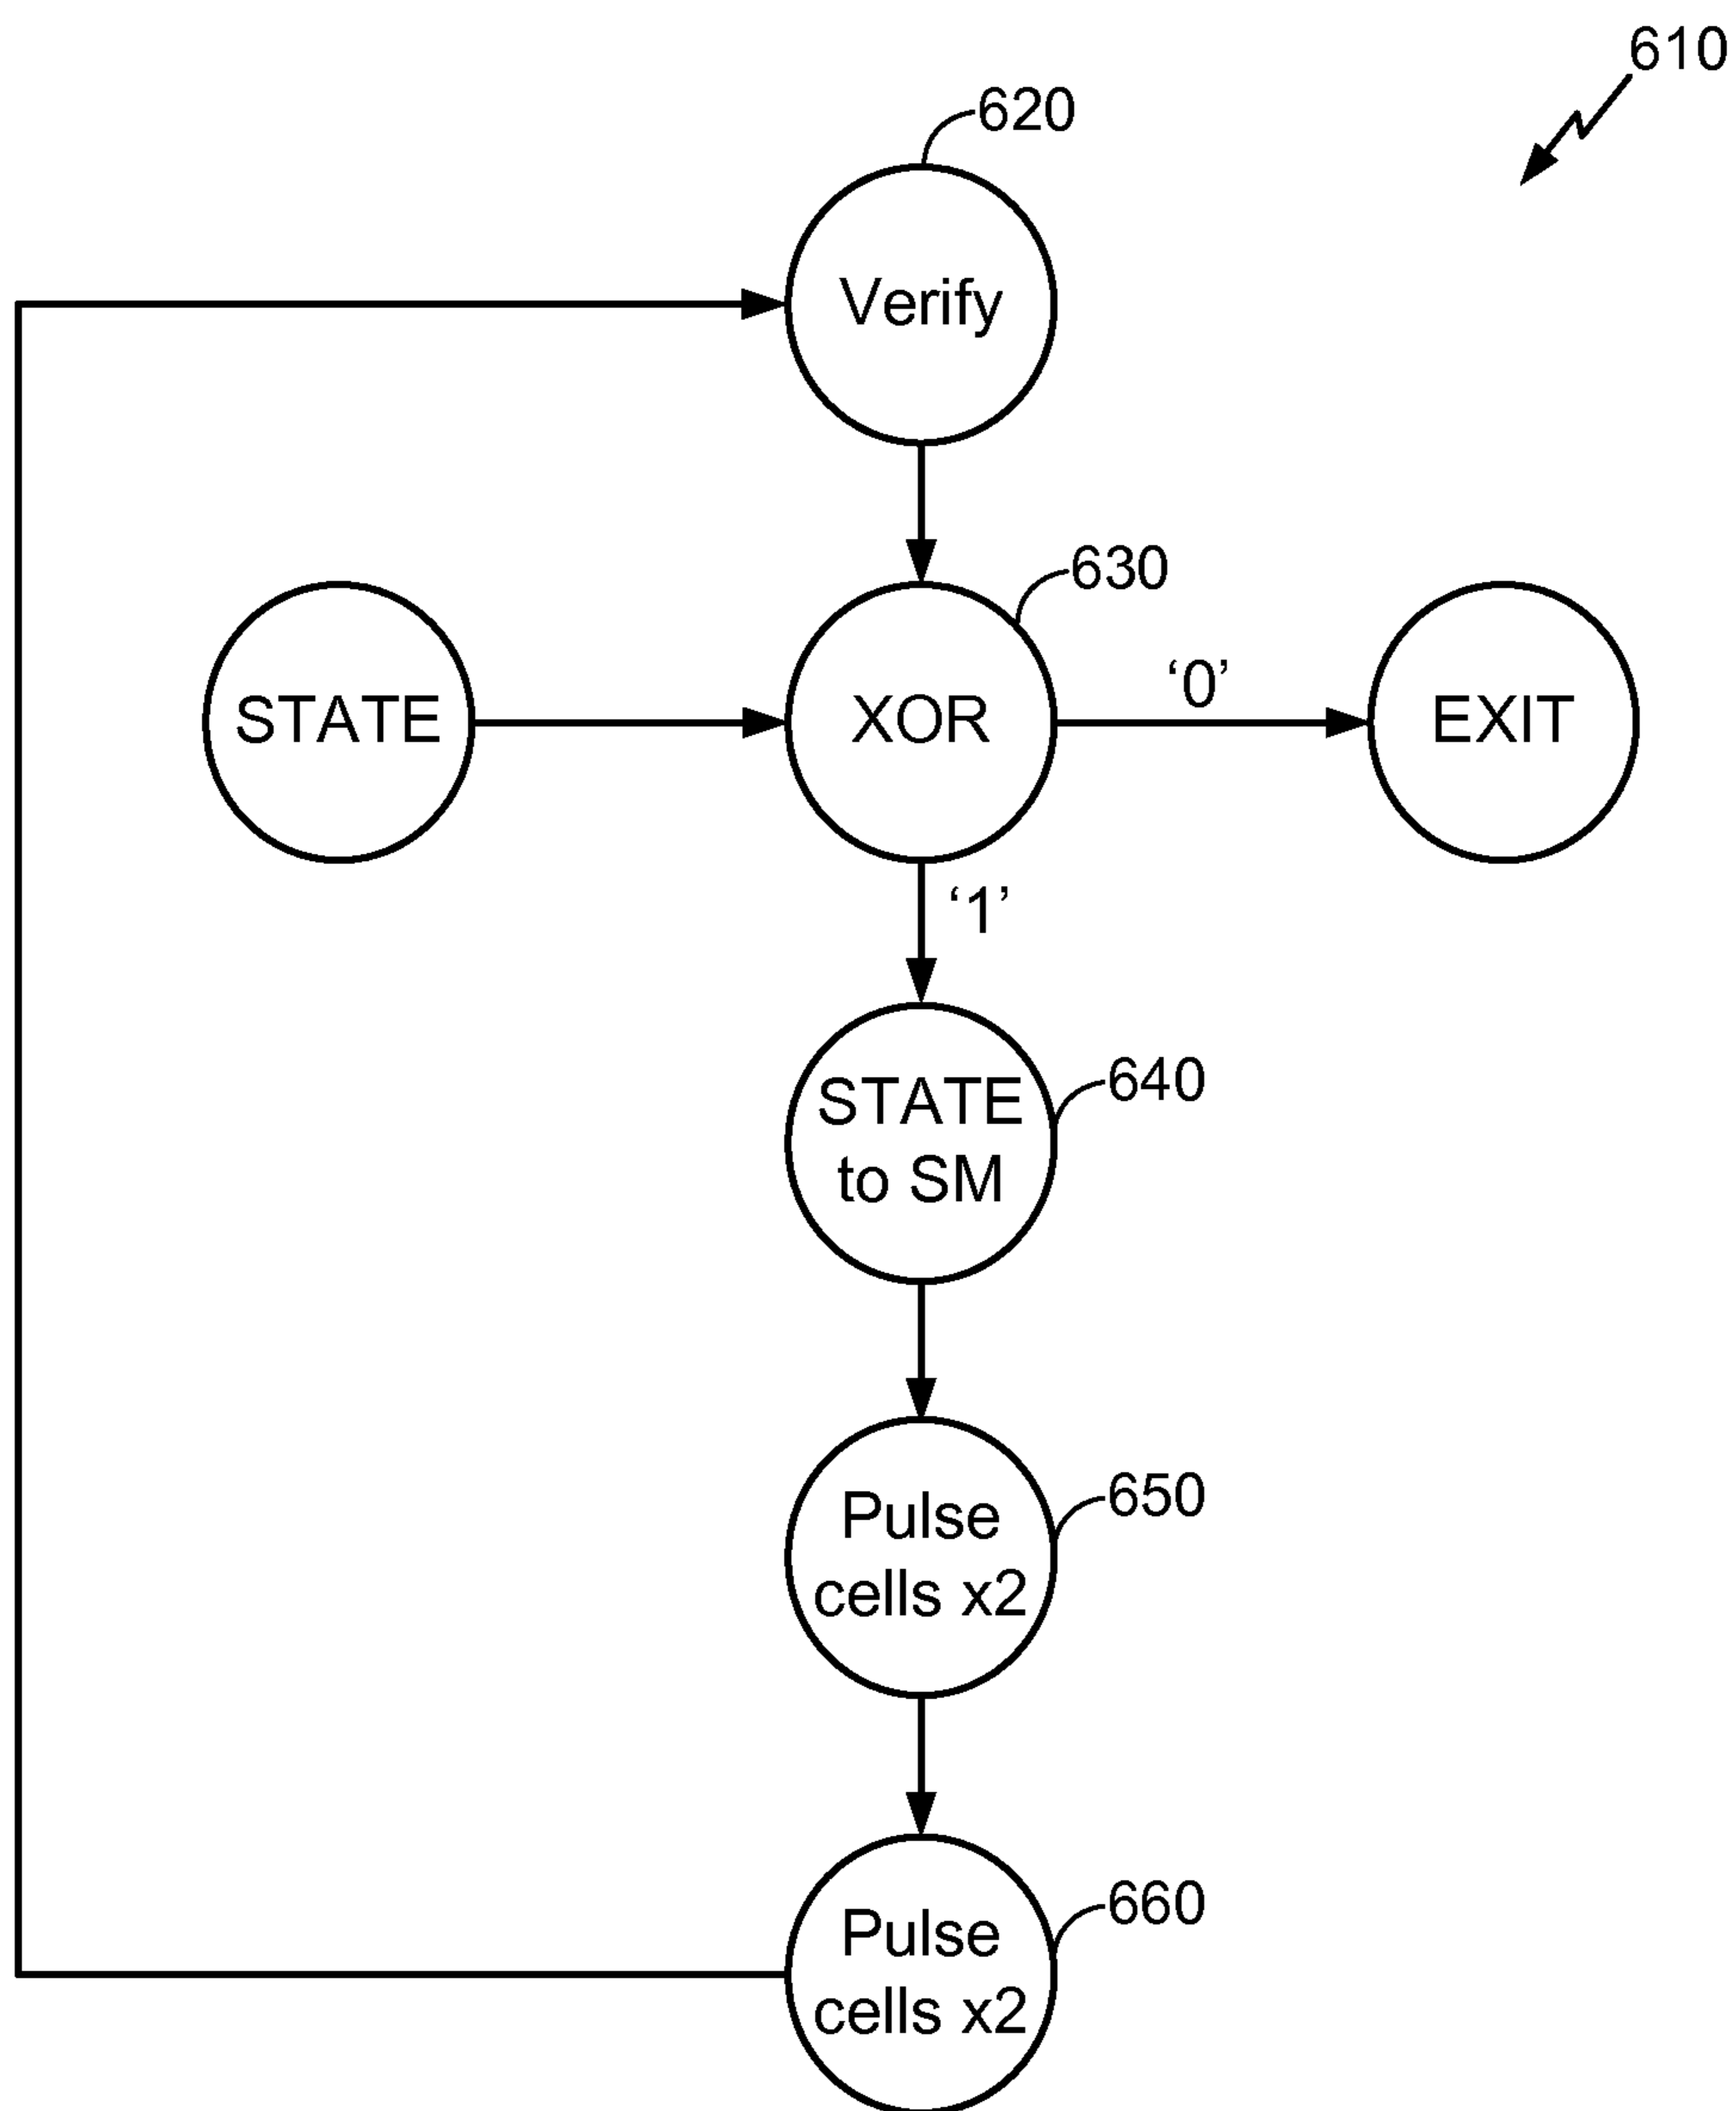 610
620
Verify
630
STATE
XOR
‘0’
EXIT
‘1’
STATE
to SM
640
Pulse
cells x2
650
Pulse
cells x2
660